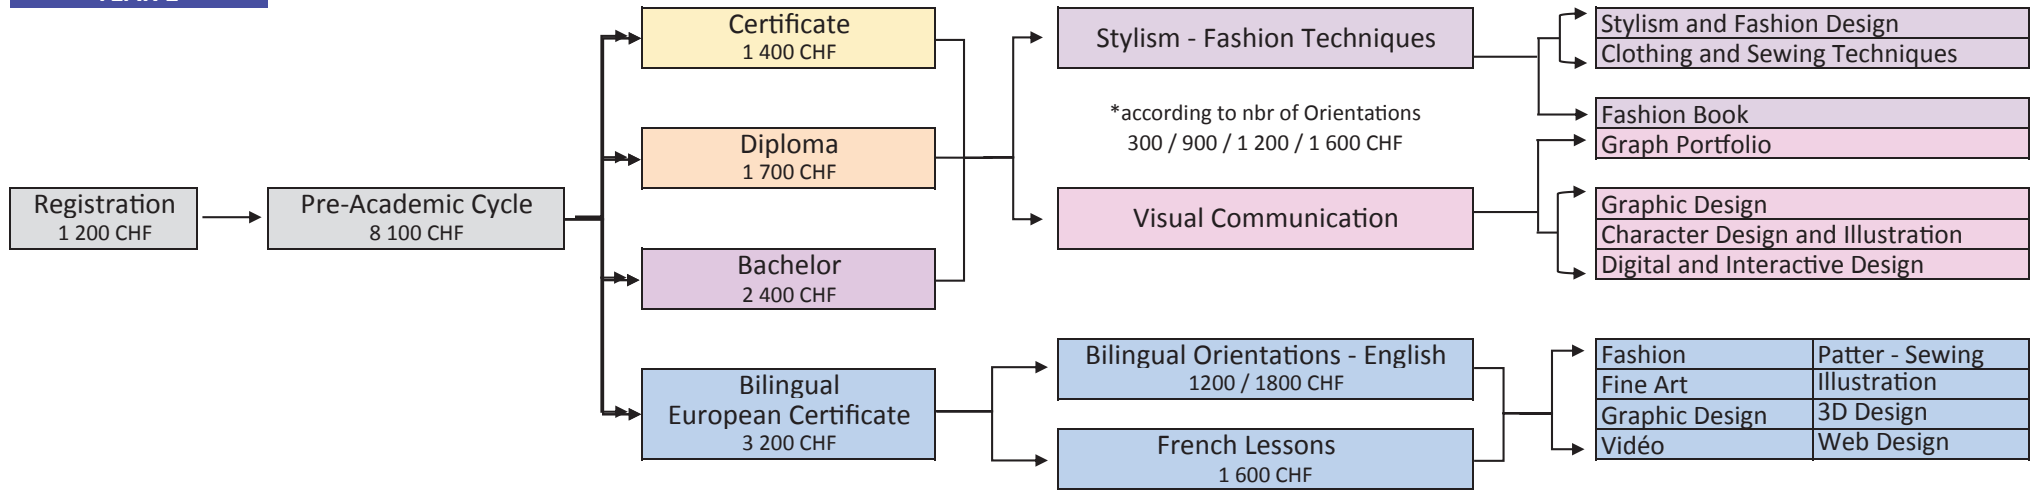 Registration
1 200 CHF
Pre-Academic Cycle
8 100 CHF
Certificate
1 400 CHF
Diploma
1 700 CHF
Bachelor
2 400 CHF
Bilingual
European Certificate
3 200 CHF
Stylism - Fashion Techniques
*according to nbr of Orientations
300 / 900 / 1 200 / 1 600 CHF
Visual Communication
Bilingual Orientations - English
1200 / 1800 CHF
French Lessons
1 600 CHF
Stylism and Fashion Design
Clothing and Sewing Techniques
Fashion Book
Graph Portfolio
Graphic Design
Character Design and Illustration
Digital and Interactive Design
Fashion Patter - Sewing
Fine Art Illustration
Graphic Design 3D Design
Vidéo Web Design